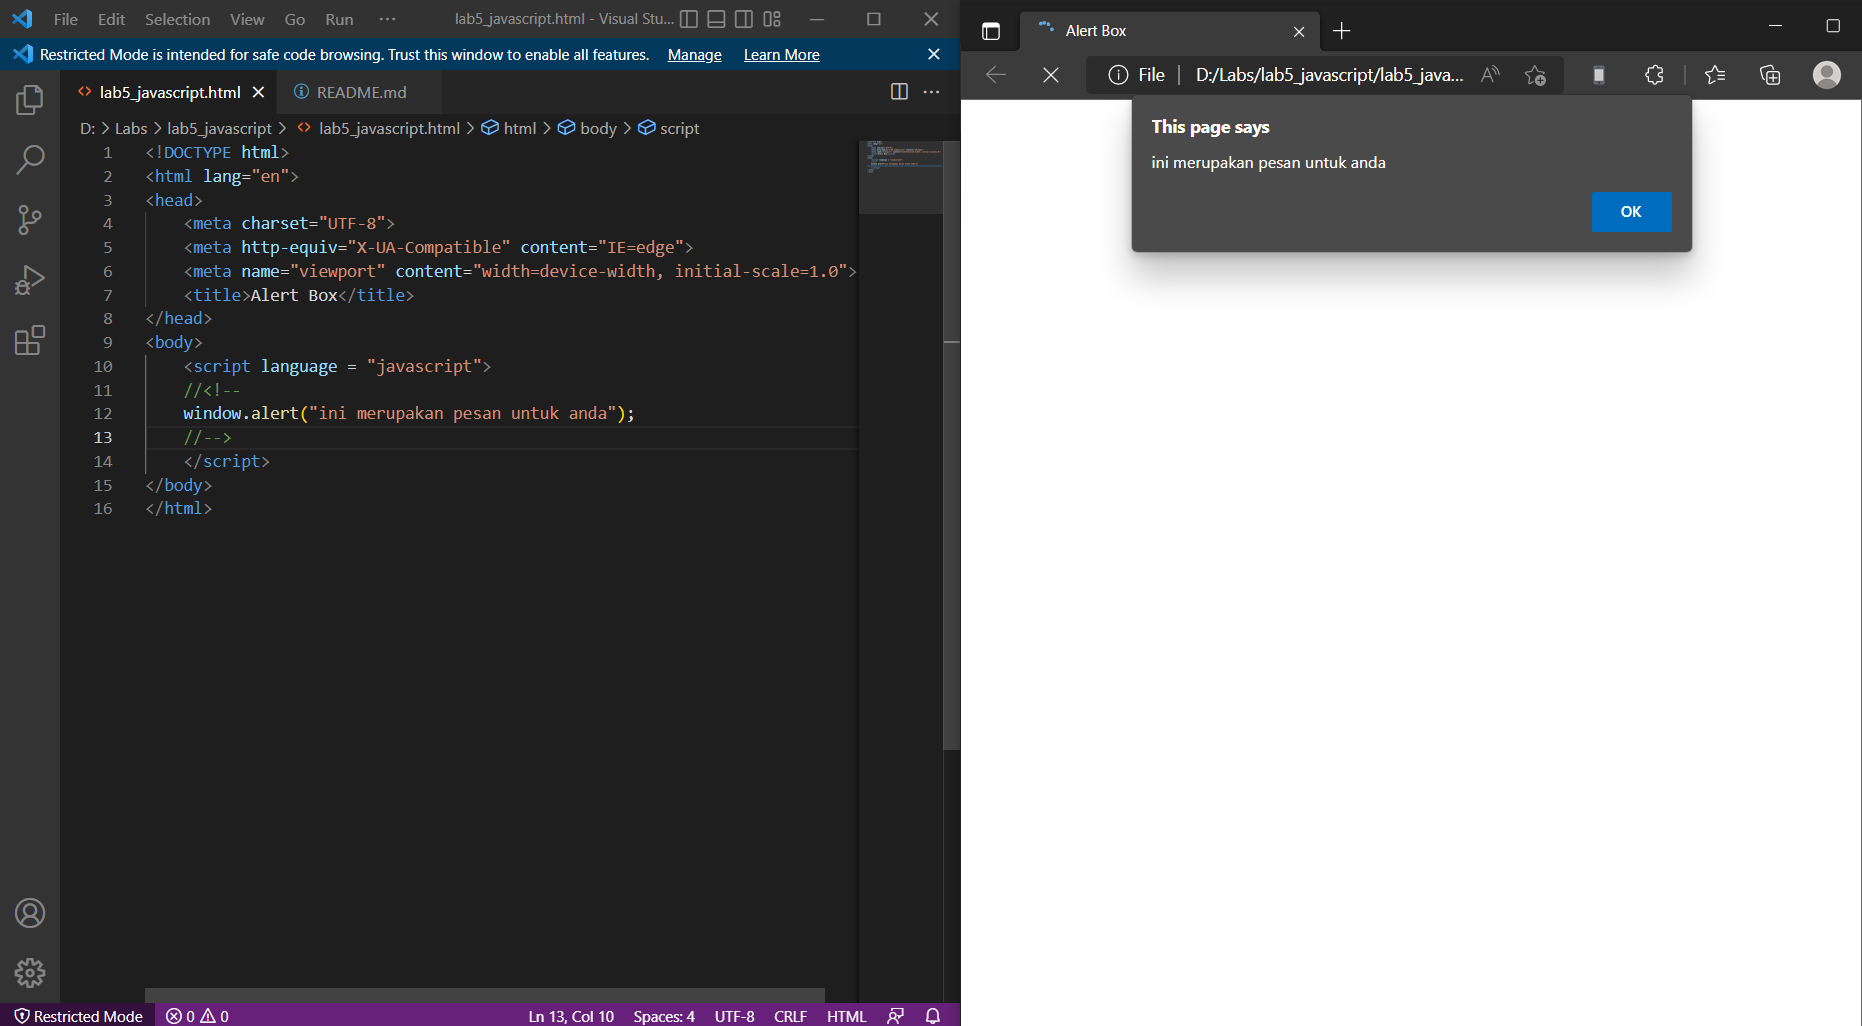 File Edit Selection View Go Run ··· lab5_javascript.html - Visual Stu...
Restricted Mode is intended for safe code browsing. Trust this window to enable all features. Manage Learn More
lab5_javascript.html README.md
D: > Labs > lab5_javascript > lab5_javascript.html > html > body > script
1 <!DOCTYPE html>
2 <html lang="en">
3 <head>
4 <meta charset="UTF-8">
5 <meta http-equiv="X-UA-Compatible" content="IE=edge">
6 <meta name="viewport" content="width=device-width, initial-scale=1.0">
7 <title>Alert Box</title>
8 </head>
9 <body>
10 <script language = "javascript">
11 //<!--
12 window.alert("ini merupakan pesan untuk anda");
13 //-->
14 </script>
15 </body>
16 </html>
Restricted Mode 0 0 Ln 13, Col 10 Spaces: 4 UTF-8 CRLF HTML
Alert Box
File | D:/Labs/lab5_javascript/lab5_java...
This page says
ini merupakan pesan untuk anda
OK